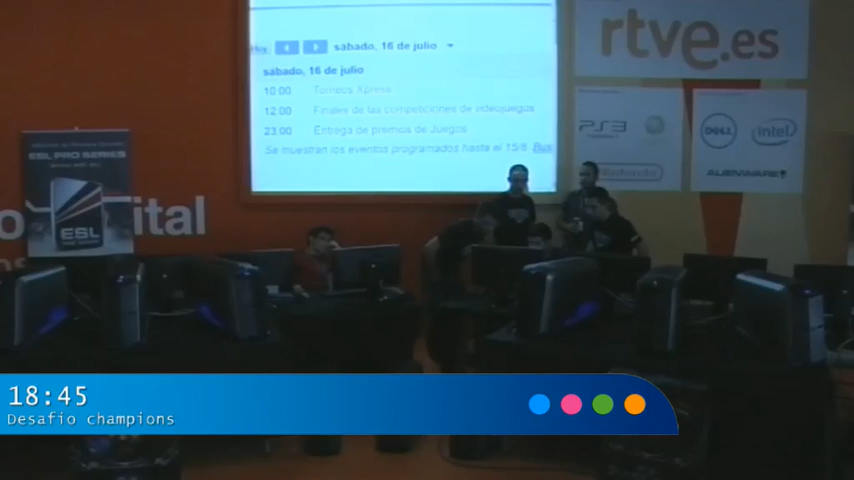 sábado, 16 de julio
sábado, 16 de julio
10:00 Torneos Xpress
12:00 Finales de las competiciones de videojuegos
23:00 Entrega de premios de Juegos
Se muestran los eventos programados hasta el 15/8
rtve.es
PS3
DELL
intel
Nintendo
ALIENWARE
ESL PRO SERIES
ESL
ital
18:45
Desafio champions